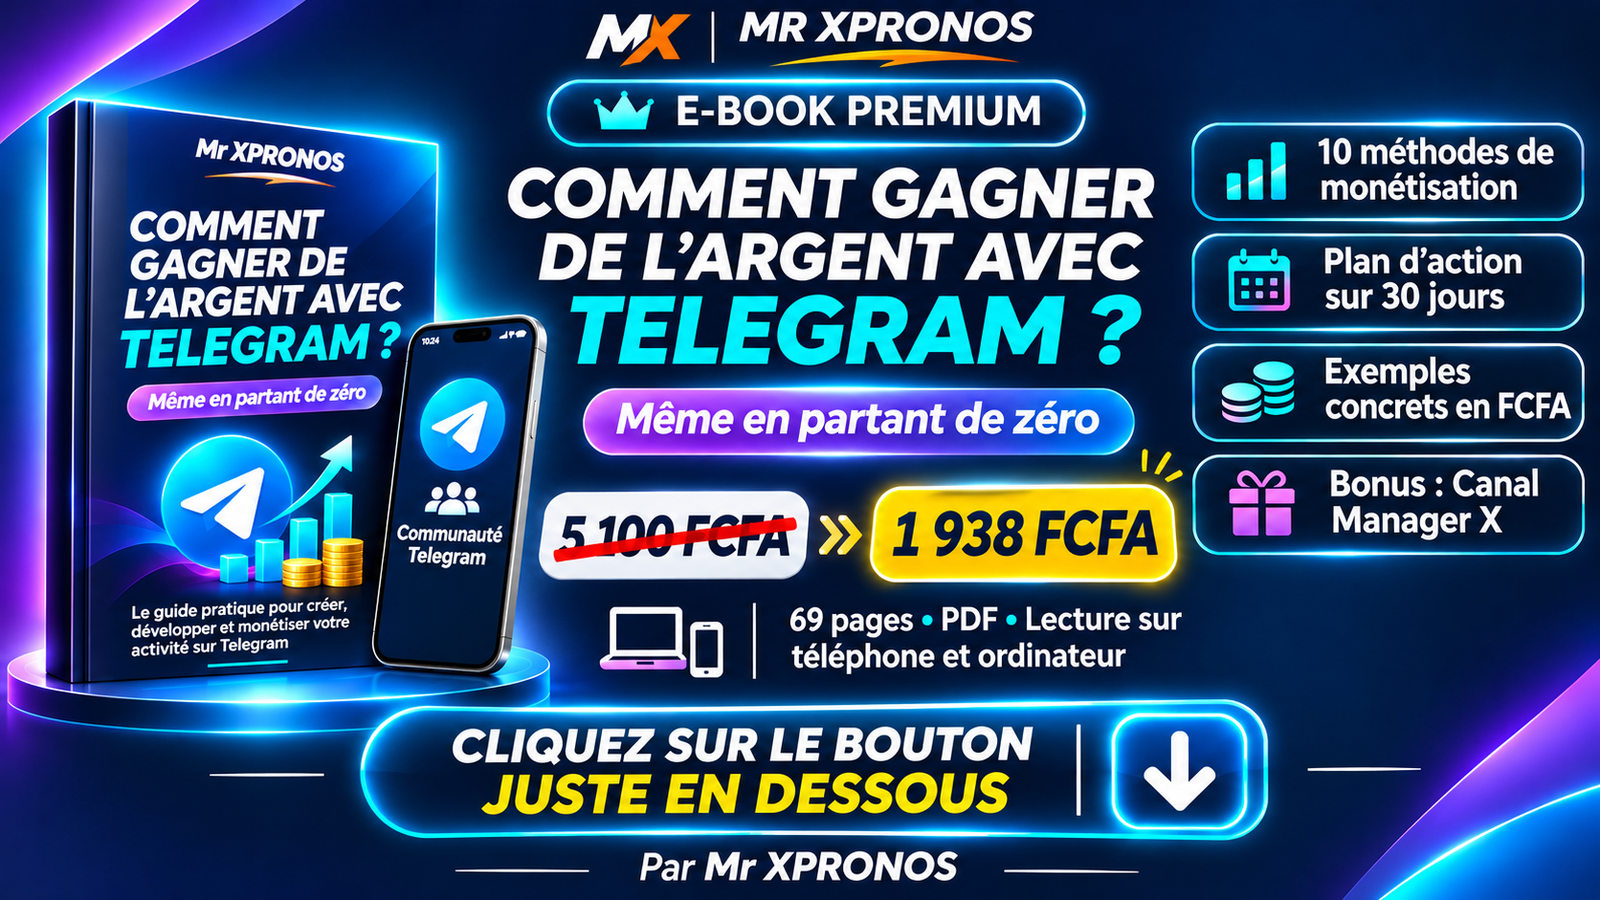 MX | MR XPRONOS
E-BOOK PREMIUM
COMMENT GAGNER
DE L'ARGENT AVEC
TELEGRAM ?
Même en partant de zéro
5 100 FCFA
1 938 FCFA
69 pages • PDF • Lecture sur
téléphone et ordinateur
Mr XPRONOS
COMMENT
GAGNER DE
L'ARGENT AVEC
TELEGRAM ?
Même en partant de zéro
Le guide pratique pour créer,
développer et monétiser votre
activité sur Telegram
10:24
Communauté
Telegram
10 méthodes de
monétisation
Plan d'action
sur 30 jours
Exemples
concrets en FCFA
Bonus : Canal
Manager X
CLIQUEZ SUR LE BOUTON
JUSTE EN DESSOUS
Par Mr XPRONOS